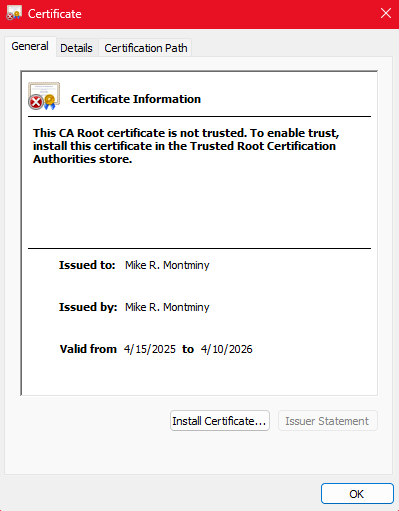 Certificate
General Details Certification Path
Certificate Information
This CA Root certificate is not trusted. To enable trust,
install this certificate in the Trusted Root Certification
Authorities store.
Issued to: Mike R. Montminy
Issued by: Mike R. Montminy
Valid from 4/15/2025 to 4/10/2026
Install Certificate... Issuer Statement
OK